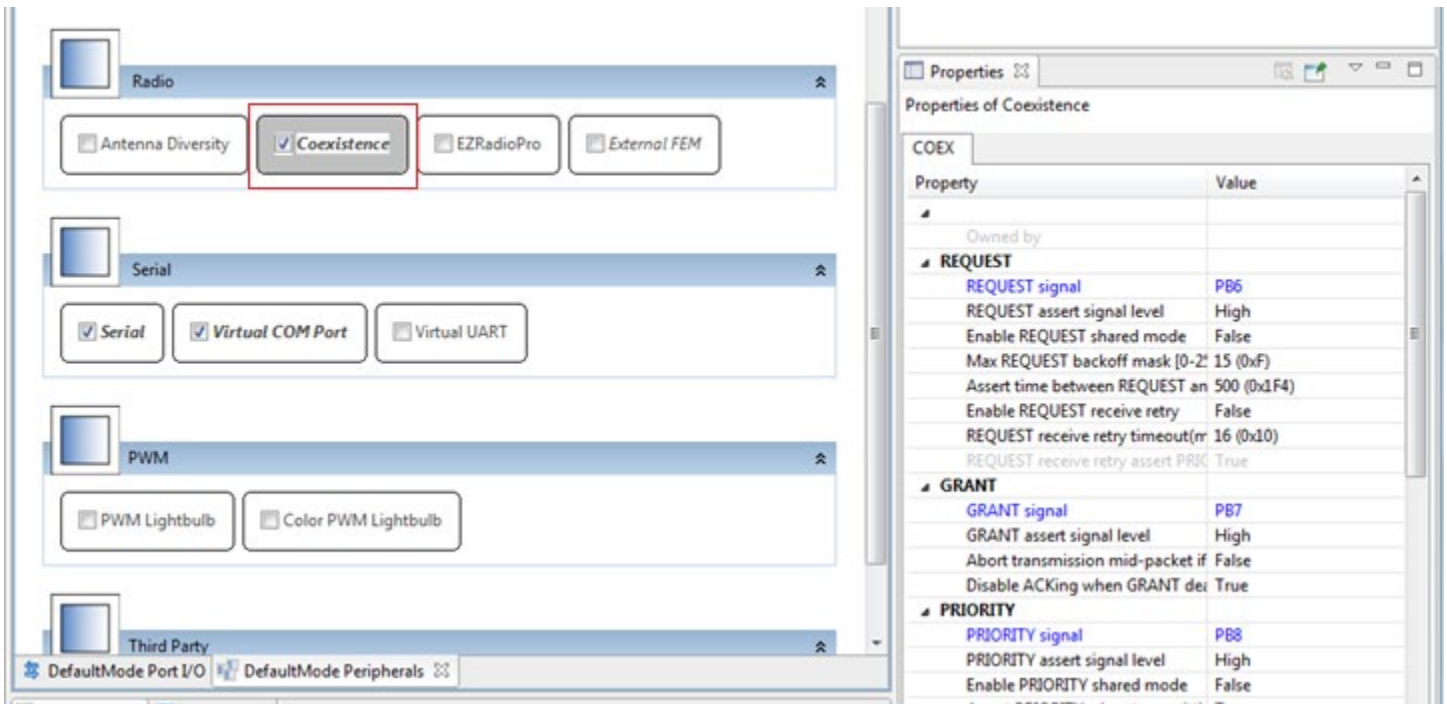 Radio
Antenna Diversity Coexistence EZRadioPro External FEM
Serial
Serial Virtual COM Port Virtual UART
PWM
PWM Lightbulb Color PWM Lightbulb
Third Party
DefaultMode Port I/O DefaultMode Peripherals
Properties
Properties of Coexistence
COEX
Property Value
Owned by
REQUEST
REQUEST signal PB6
REQUEST assert signal level High
Enable REQUEST shared mode False
Max REQUEST backoff mask [0-25 15 (0xF)
Assert time between REQUEST an 500 (0x1F4)
Enable REQUEST receive retry False
REQUEST receive retry timeout(m 16 (0x10)
REQUEST receive retry assert PRIO True
GRANT
GRANT signal PB7
GRANT assert signal level High
Abort transmission mid-packet if False
Disable ACKing when GRANT dea True
PRIORITY
PRIORITY signal PB8
PRIORITY assert signal level High
Enable PRIORITY shared mode False